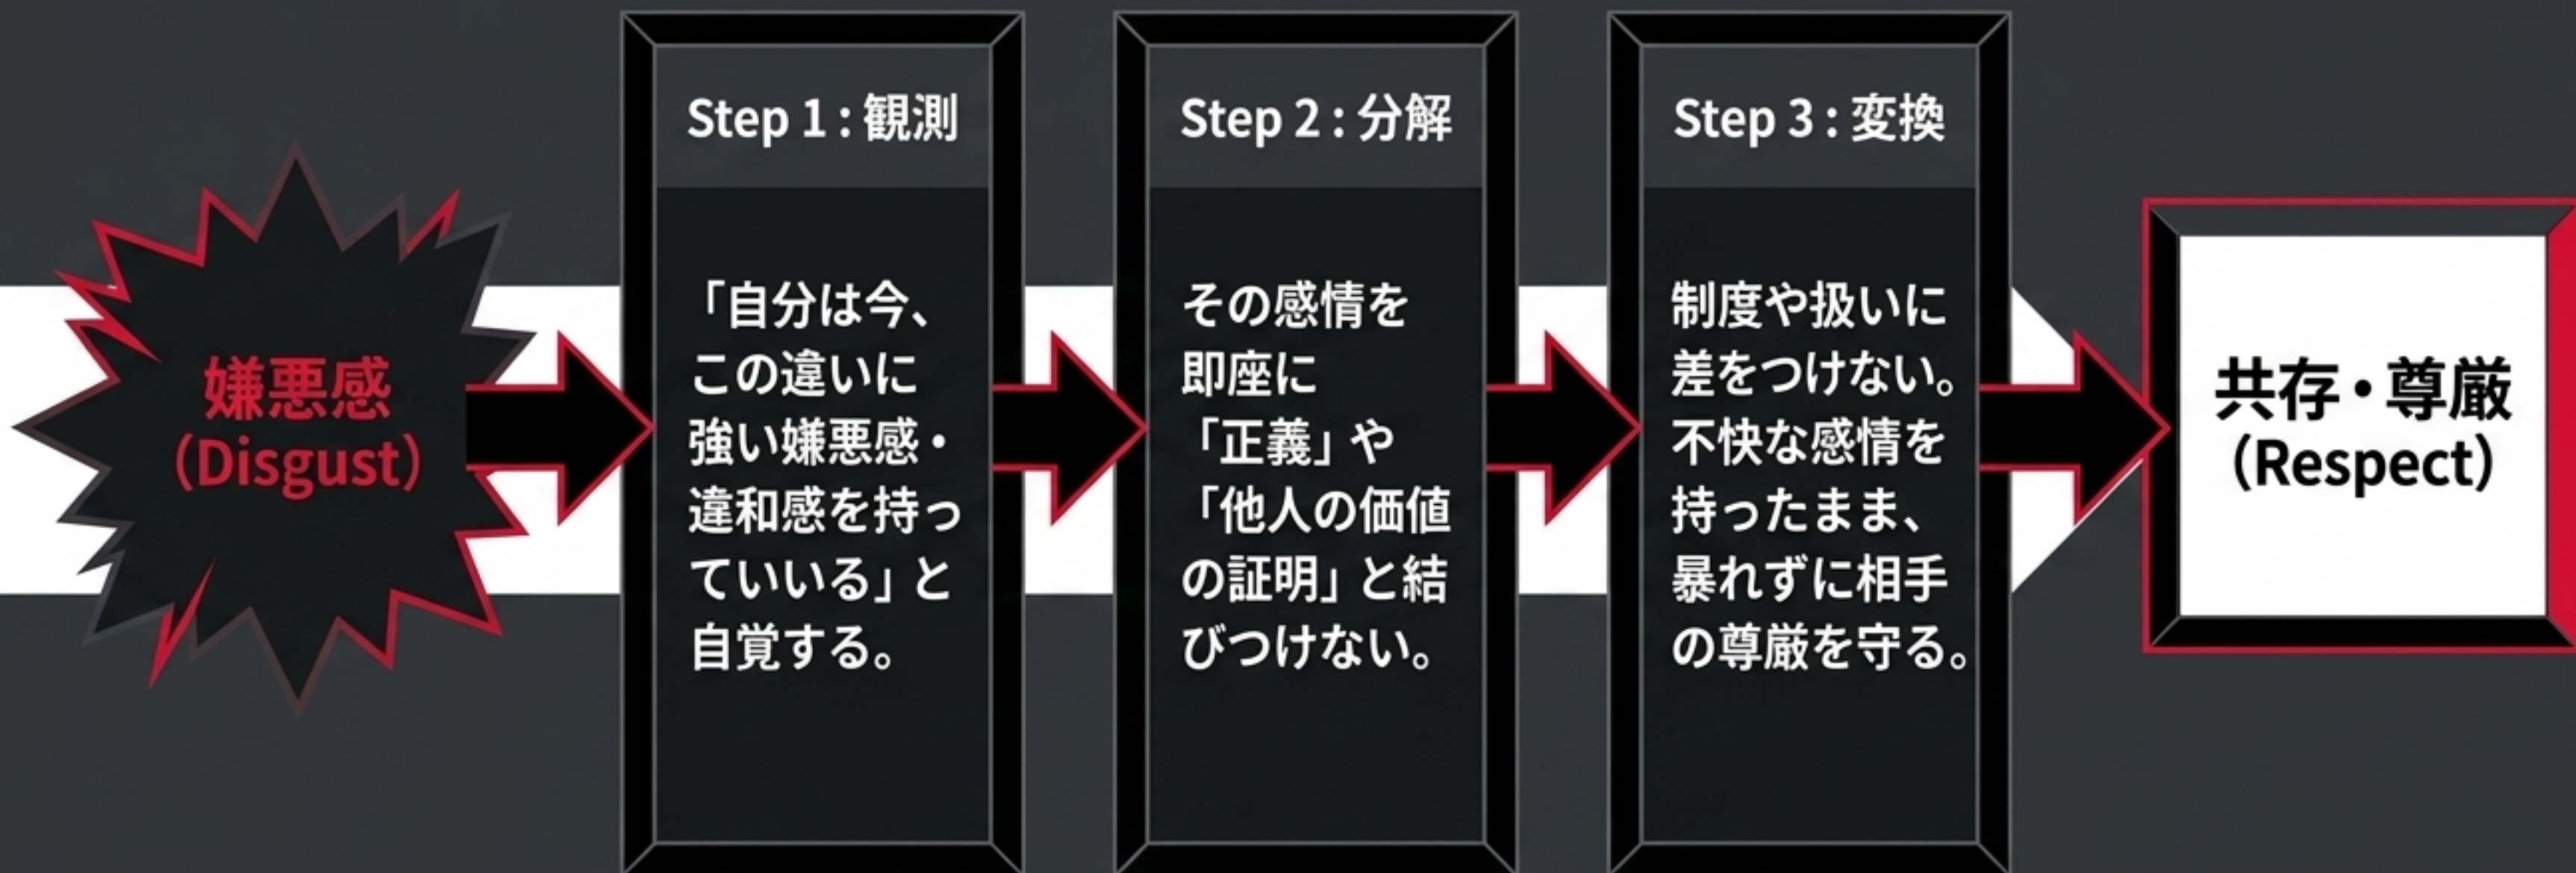 嫌悪感
(Disgust)
Step 1 : 観測
「自分は今、
この違いに
強い嫌悪感・
違和感を持っ
ていいる」と
自覚する。
Step 2 : 分解
その感情を
即座に
「正義」や
「他人の価値
の証明」と結
びつけない。
Step 3 : 変換
制度や扱いに
差をつけない。
不快な感情を
持ったまま、
暴れずに相手
の尊厳を守る。
共存・尊厳
(Respect)